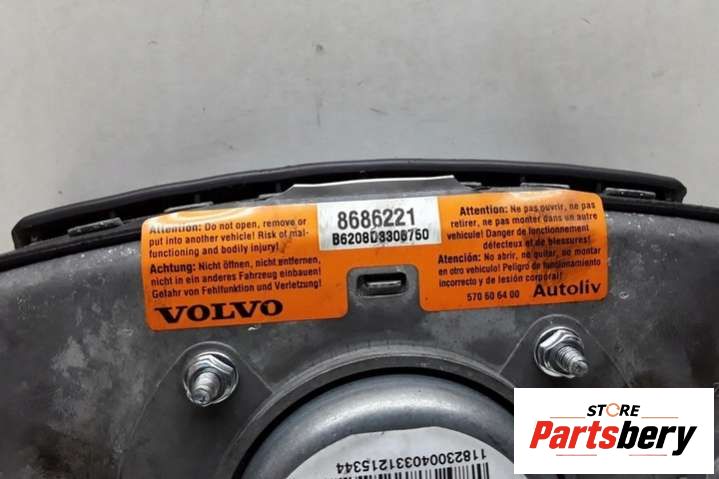 Attention: Do not open, remove or
put into another vehicle! Risk of mal-
functioning and bodily injury!
Achtung: Nicht öffnen, nicht entfernen,
nicht in ein anderes Fahrzeug einbauen!
Gefahr von Fehlfunktion und Verletzung!
VOLVO
8686221
B6208D3306750
Attention: Ne pas ouvrir, ne pas
retirer, ne pas monter dans un autre
véhicule! Danger de fonctionnement
défecteux et de blessures!
Atención: No abrir, no quitar, no montar
en otro vehículo! Peligro de funcionamiento
incorrecto y de lesión corporal!
570 60 64 00 Autoliv
11823000403312153​44
STORE
Partsbery